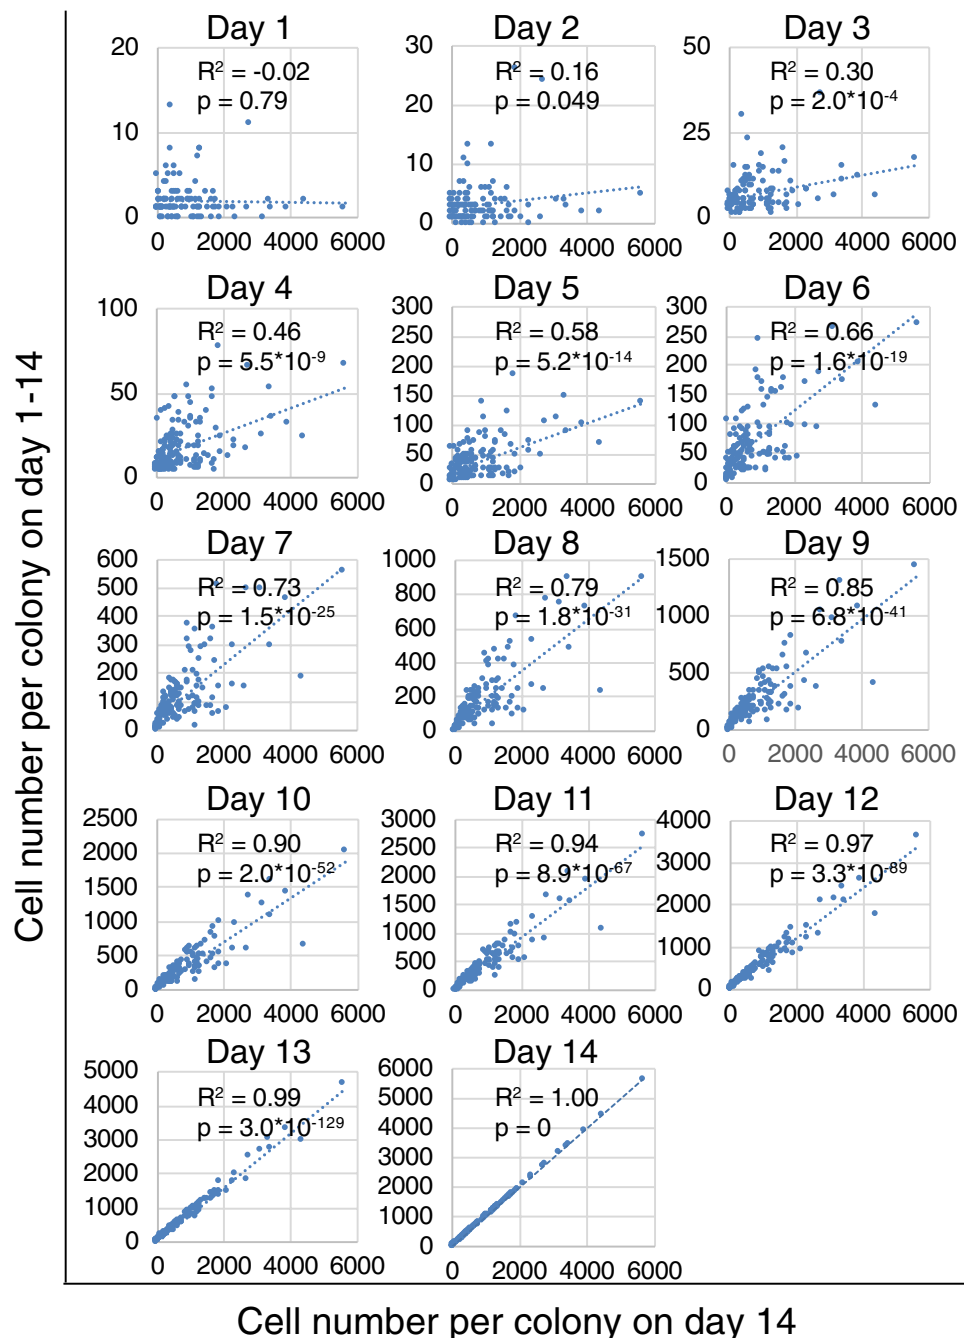 Cell number per colony on day 1-14
Day 1
R² = -0.02
p = 0.79
20
10
0
0 2000 4000 6000
Day 2
R² = 0.16
p = 0.049
30
20
10
0
0 2000 4000 6000
Day 3
R² = 0.30
p = 2.0*10⁻⁴
50
25
0
0 2000 4000 6000
Day 4
R² = 0.46
p = 5.5*10⁻⁹
100
50
0
0 2000 4000 6000
Day 5
R² = 0.58
p = 5.2*10⁻¹⁴
300
250
200
150
100
50
0
0 2000 4000 6000
Day 6
R² = 0.66
p = 1.6*10⁻¹⁹
300
250
200
150
100
50
0
0 2000 4000 6000
Day 7
R² = 0.73
p = 1.5*10⁻²⁵
600
500
400
300
200
100
0
0 2000 4000 6000
Day 8
R² = 0.79
p = 1.8*10⁻³¹
1000
800
600
400
200
0
0 2000 4000 6000
Day 9
R² = 0.85
p = 6.8*10⁻⁴¹
1500
1000
500
0
0 2000 4000 6000
Day 10
R² = 0.90
p = 2.0*10⁻⁵²
2500
2000
1500
1000
500
0
0 2000 4000 6000
Day 11
R² = 0.94
p = 8.9*10⁻⁶⁷
3000
2500
2000
1500
1000
500
0
0 2000 4000 6000
Day 12
R² = 0.97
p = 3.3*10⁻⁸⁹
4000
3000
2000
1000
0
0 2000 4000 6000
Day 13
R² = 0.99
p = 3.0*10⁻¹²⁹
5000
4000
3000
2000
1000
0
0 2000 4000 6000
Day 14
R² = 1.00
p = 0
6000
5000
4000
3000
2000
1000
0
0 2000 4000 6000
Cell number per colony on day 14